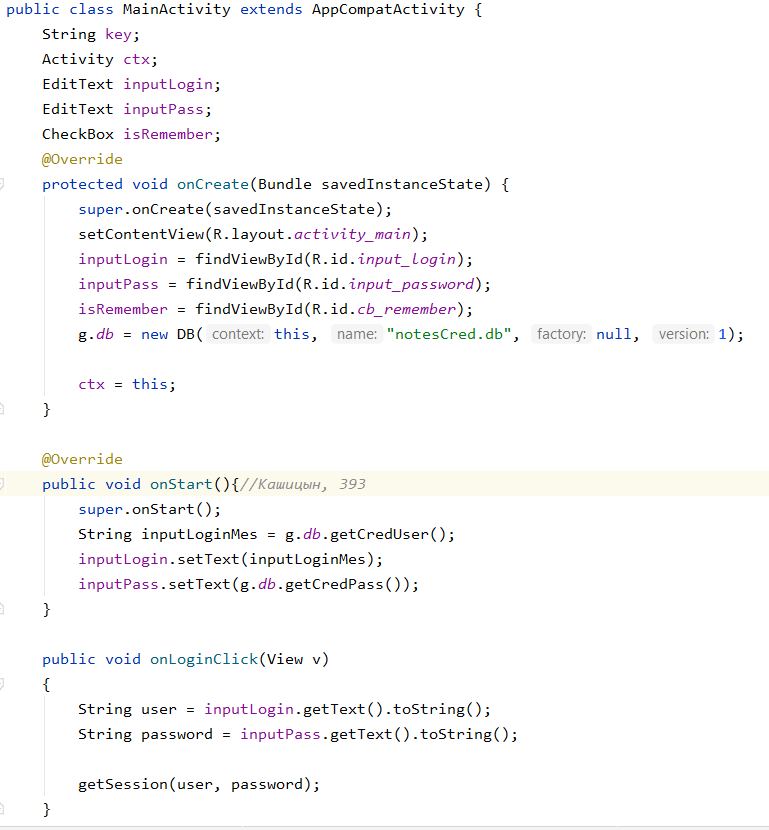 public class MainActivity extends AppCompatActivity {
    String key;
    Activity ctx;
    EditText inputLogin;
    EditText inputPass;
    CheckBox isRemember;
    @Override
    protected void onCreate(Bundle savedInstanceState) {
        super.onCreate(savedInstanceState);
        setContentView(R.layout.activity_main);
        inputLogin = findViewById(R.id.input_login);
        inputPass = findViewById(R.id.input_password);
        isRemember = findViewById(R.id.cb_remember);
        g.db = new DB( context: this, name: "notesCred.db", factory: null, version: 1);

        ctx = this;
    }

    @Override
    public void onStart(){//Кашицын, 393
        super.onStart();
        String inputLoginMes = g.db.getCredUser();
        inputLogin.setText(inputLoginMes);
        inputPass.setText(g.db.getCredPass());
    }

    public void onLoginClick(View v)
    {
        String user = inputLogin.getText().toString();
        String password = inputPass.getText().toString();

        getSession(user, password);
    }